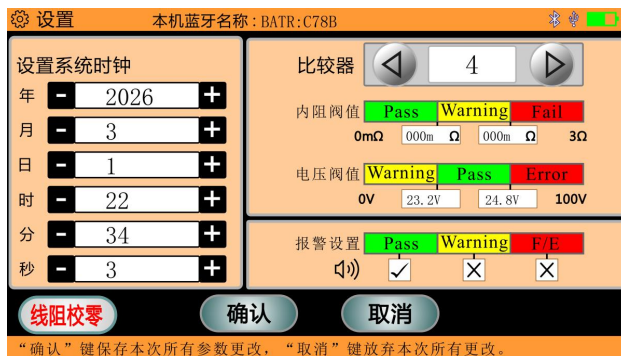 设置 本机蓝牙名称：BATR:C78B
设置系统时钟
年 - 2026 +
月 - 3 +
日 - 1 +
时 - 22 +
分 - 34 +
秒 - 3 +
比较器 4
内阻阀值 Pass Warning Fail
0mΩ 000m Ω 000m Ω 3Ω
电压阀值 Warning Pass Error
0V 23.2V 24.8V 100V
报警设置 Pass Warning F/E
线阻校零 确认 取消
“确认”键保存本次所有参数更改，“取消”键放弃本次所有更改。